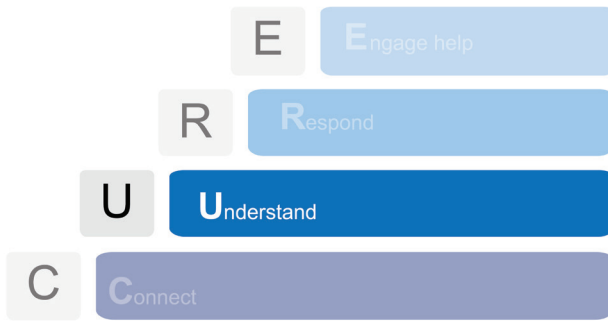 E Engage help
R Respond
U Understand
C Connect